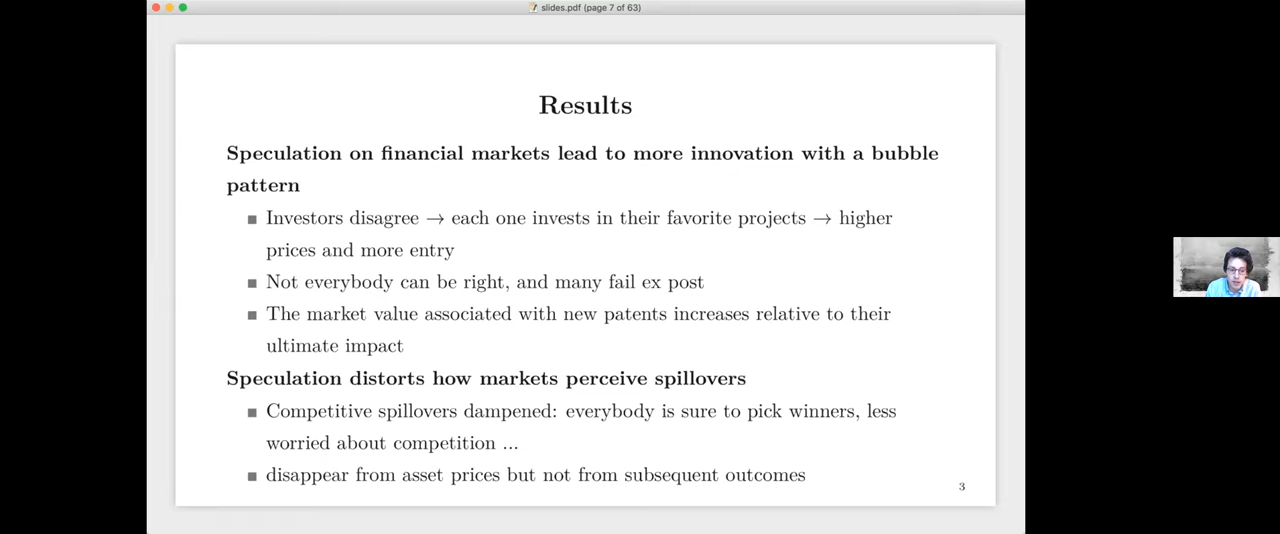 slides.pdf (page 7 of 63)
Results
Speculation on financial markets lead to more innovation with a bubble
pattern
■ Investors disagree → each one invests in their favorite projects → higher
prices and more entry
■ Not everybody can be right, and many fail ex post
■ The market value associated with new patents increases relative to their
ultimate impact
Speculation distorts how markets perceive spillovers
■ Competitive spillovers dampened: everybody is sure to pick winners, less
worried about competition ...
■ disappear from asset prices but not from subsequent outcomes
3